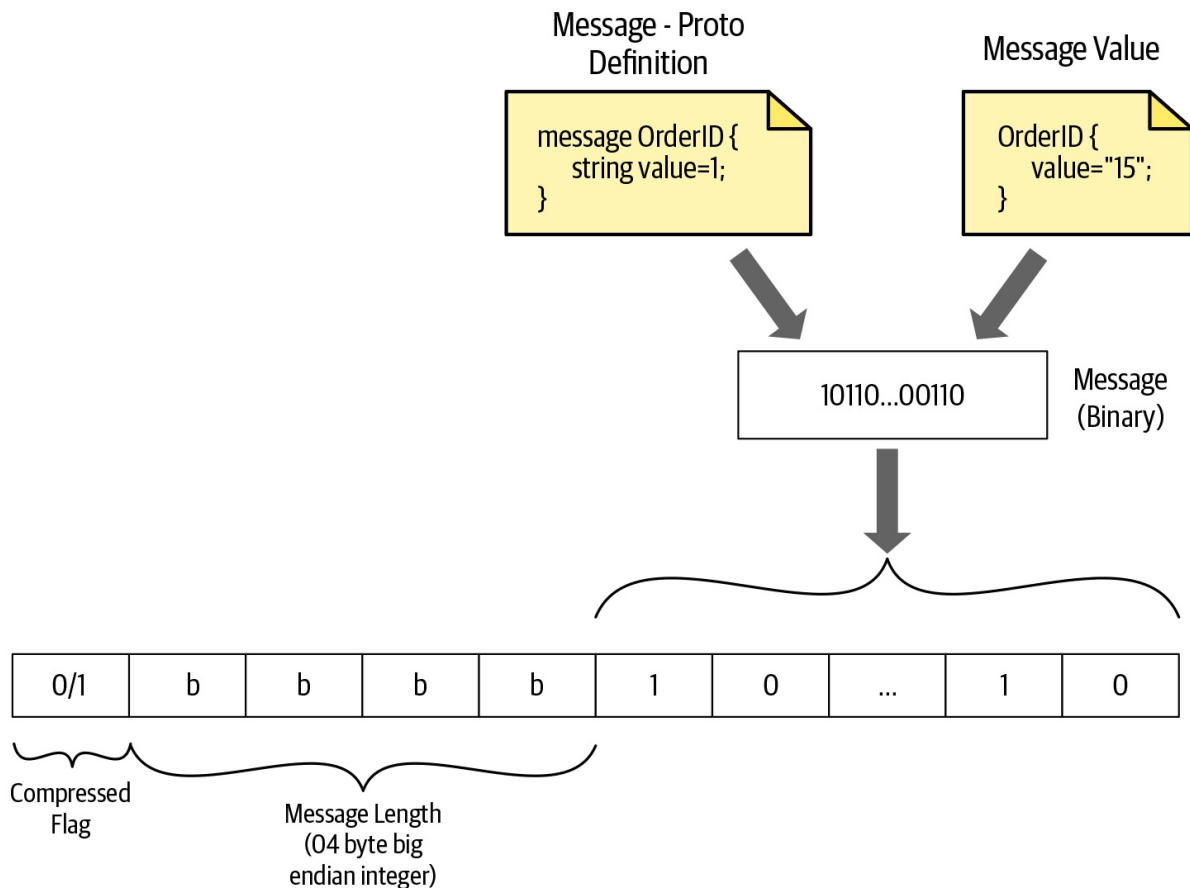 Message - Proto
Definition
Message Value
message OrderID {
string value=1;
}
OrderID {
value="15";
}
10110...00110
Message
(Binary)
0/1 b b b b 1 0 ... 1 0
Compressed
Flag
Message Length
(04 byte big
endian integer)